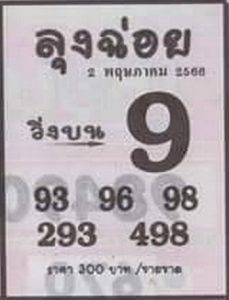 ลุงฉ่อย
2 พฤษภาคม 2566
วิ่งบน 9
93 96 98
293 498
ราคา 300 บาท /ขาดขาด